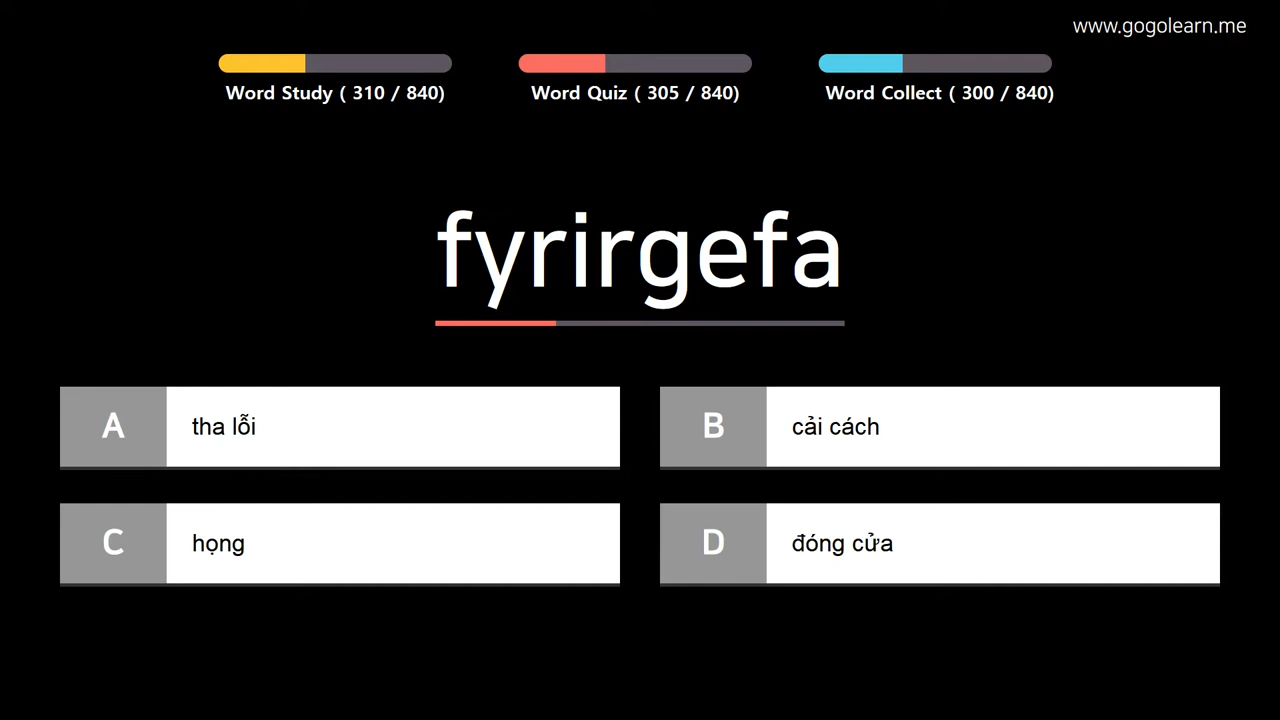 www.gogolearn.me
Word Study ( 310 / 840)
Word Quiz ( 305 / 840)
Word Collect ( 300 / 840)
fyrirgefa
A tha lỗi
B cải cách
C họng
D đóng cửa